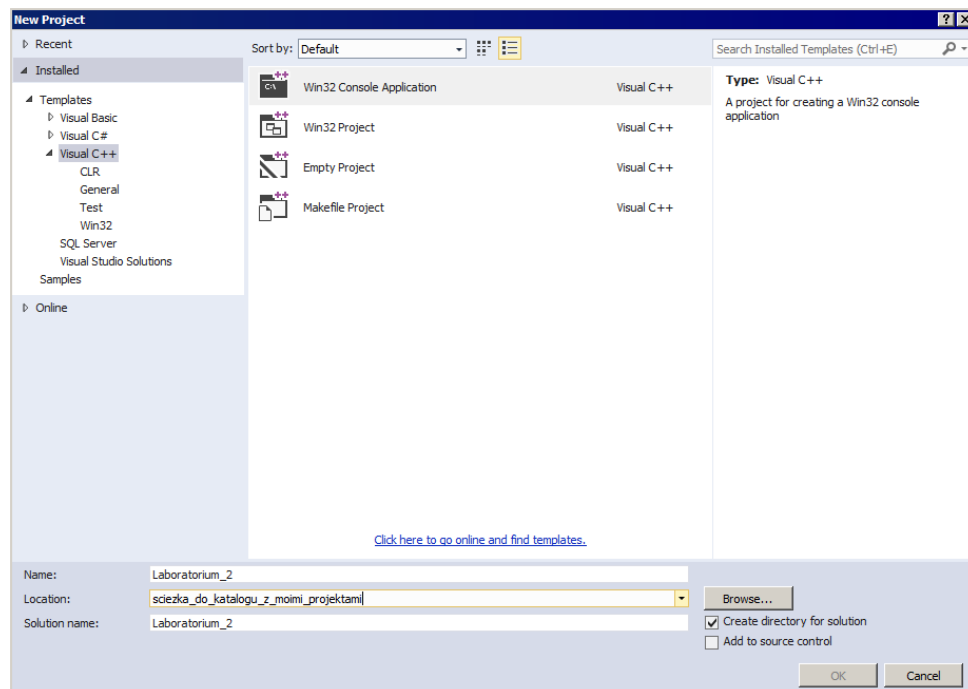 New Project
Recent
Installed
Templates
Visual Basic
Visual C#
Visual C++
CLR
General
Test
Win32
SQL Server
Visual Studio Solutions
Samples
Online
Sort by: Default
Search Installed Templates (Ctrl+E)
Win32 Console Application Visual C++
Win32 Project Visual C++
Empty Project Visual C++
Makefile Project Visual C++
Click here to go online and find templates.
Type: Visual C++
A project for creating a Win32 console
application
Name: Laboratorium_2
Location: sciezka_do_katalogu_z_moimi_projektami
Browse...
Solution name: Laboratorium_2
Create directory for solution
Add to source control
OK Cancel